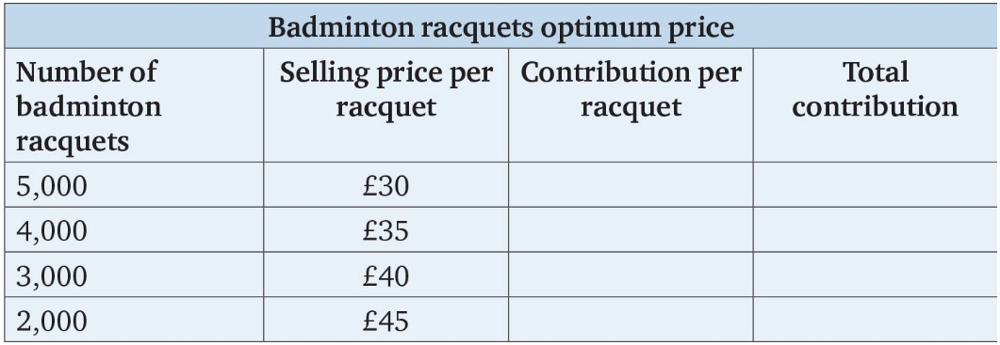 Badminton racquets optimum price
Number of badminton racquets Selling price per racquet Contribution per racquet Total contribution
5,000 £30
4,000 £35
3,000 £40
2,000 £45